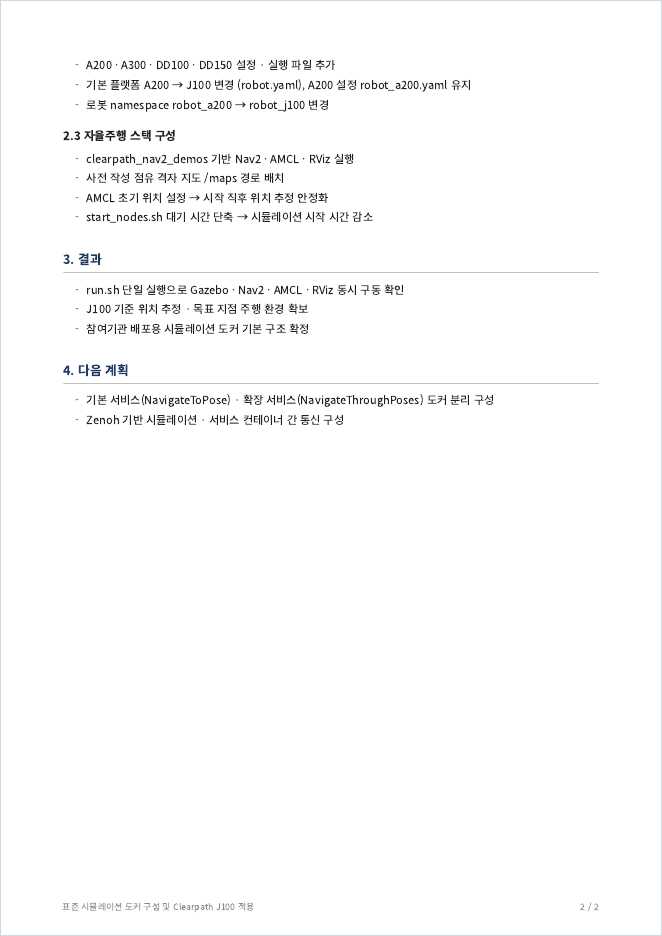 - A200 · A300 · DD100 · DD150 설정 · 실행 파일 추가
- 기본 플랫폼 A200 → J100 변경 (robot.yaml), A200 설정 robot_a200.yaml 유지
- 로봇 namespace robot_a200 → robot_j100 변경
2.3 자율주행 스택 구성
- clearpath_nav2_demos 기반 Nav2 · AMCL · RViz 실행
- 사전 작성 점유 격자 지도 /maps 경로 배치
- AMCL 초기 위치 설정 → 시작 직후 위치 추정 안정화
- start_nodes.sh 대기 시간 단축 → 시뮬레이션 시작 시간 감소
3. 결과
- run.sh 단일 실행으로 Gazebo · Nav2 · AMCL · RViz 동시 구동 확인
- J100 기준 위치 추정 · 목표 지점 주행 환경 확보
- 참여기관 배포용 시뮬레이션 도커 기본 구조 확정
4. 다음 계획
- 기본 서비스(NavigateToPose) · 확장 서비스(NavigateThroughPoses) 도커 분리 구성
- Zenoh 기반 시뮬레이션 · 서비스 컨테이너 간 통신 구성
표준 시뮬레이션 도커 구성 및 Clearpath J100 적용 2 / 2